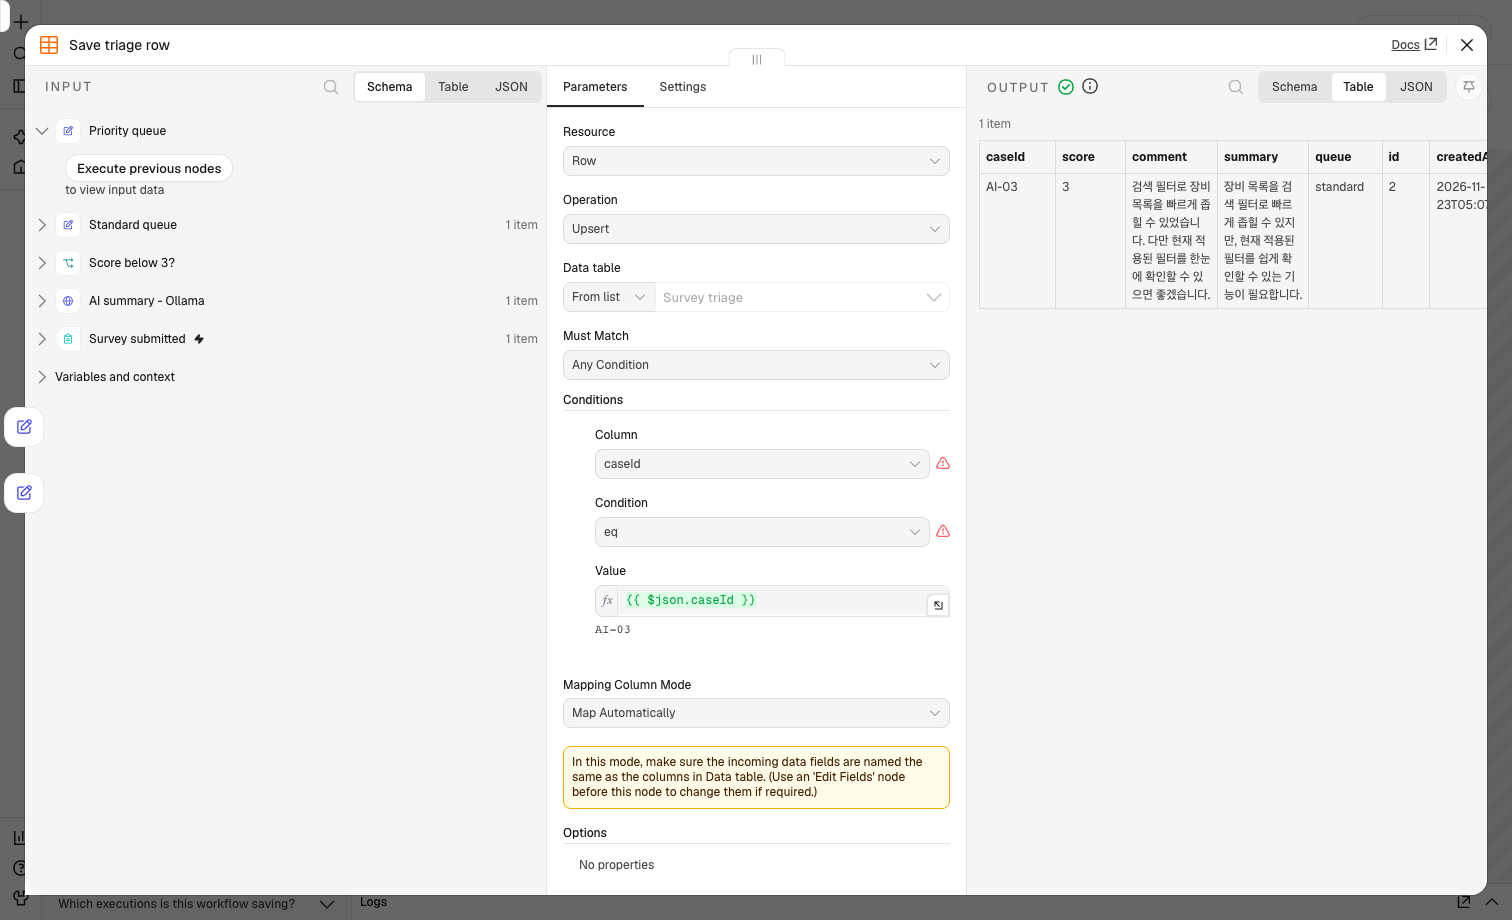 Save triage row
Docs
INPUT
Schema
Table
JSON
Priority queue
Execute previous nodes
to view input data
Standard queue
1 item
Score below 3?
AI summary - Ollama
1 item
Survey submitted
1 item
Variables and context
Parameters
Settings
Resource
Row
Operation
Upsert
Data table
From list
Survey triage
Must Match
Any Condition
Conditions
Column
caseId
Condition
eq
Value
fx
{{ $json.caseId }}
AI-03
Mapping Column Mode
Map Automatically
In this mode, make sure the incoming data fields are named the
same as the columns in Data table. (Use an 'Edit Fields' node
before this node to change them if required.)
Options
No properties
OUTPUT
Schema
Table
JSON
1 item
caseId
score
comment
summary
queue
id
createdA
AI-03
3
검색 필터로 장비
목록을 빠르게 좁
힐 수 있었습니
다. 다만 현재 적
용된 필터를 한눈
에 확인할 수 있
으면 좋겠습니다.
장비 목록을 검
색 필터로 빠르
게 좁힐 수 있지
만, 현재 적용된
필터를 쉽게 확
인할 수 있는 기
능이 필요합니다.
standard
2
2026-11-
23T05:07
Which executions is this workflow saving?
Logs